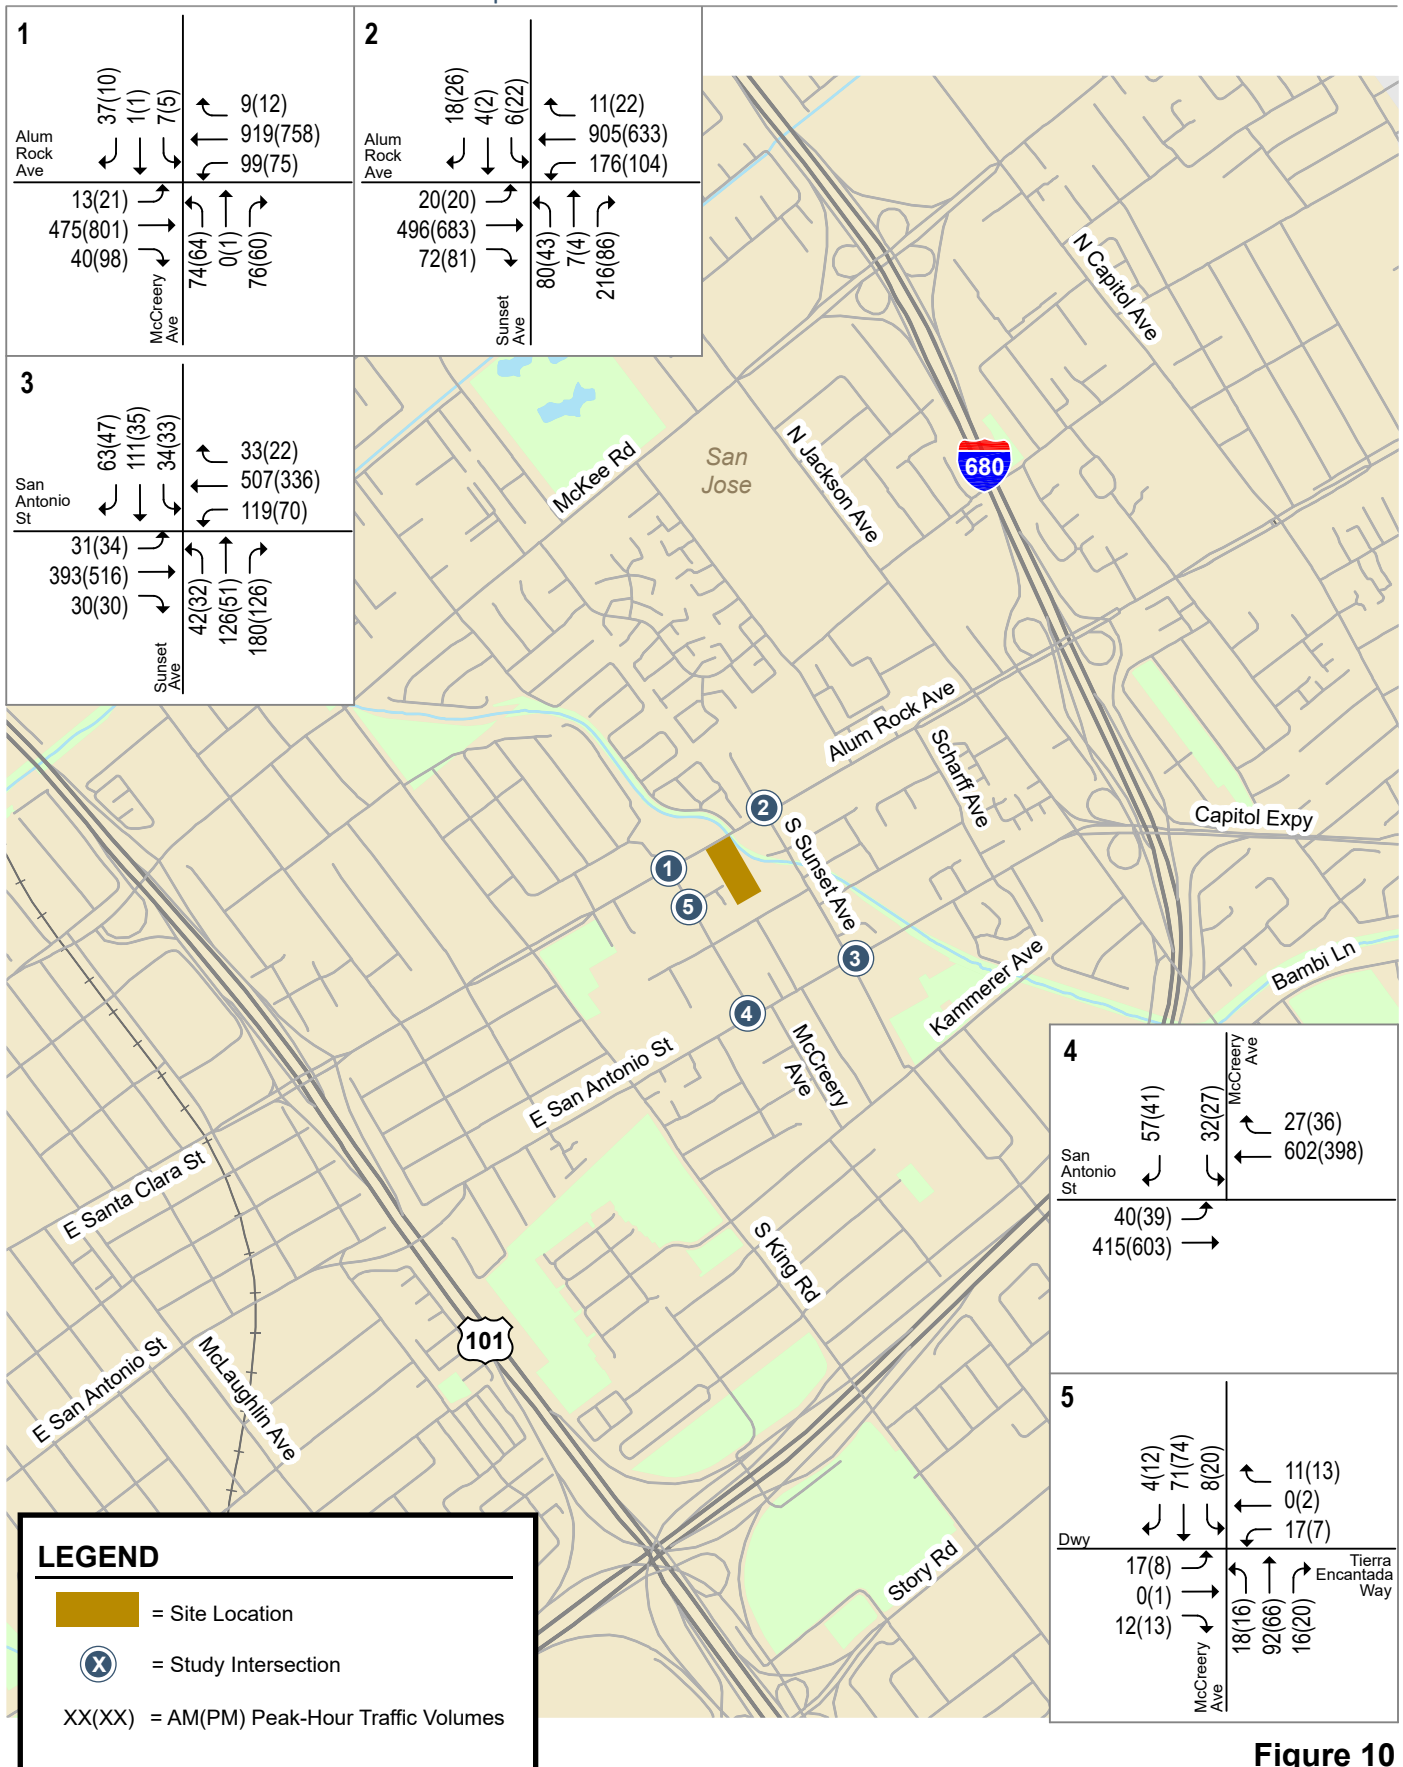 1
37(10)
1(1)
7(5)
9(12)
919(758)
99(75)
Alum
Rock
Ave
13(21)
475(801)
40(98)
McCreery
Ave
74(64)
0(1)
76(60)
2
18(26)
4(2)
6(22)
11(22)
905(633)
176(104)
Alum
Rock
Ave
20(20)
496(683)
72(81)
Sunset
Ave
80(43)
7(4)
216(86)
3
63(47)
111(35)
34(33)
33(22)
507(336)
119(70)
San
Antonio
St
31(34)
393(516)
30(30)
Sunset
Ave
42(32)
126(51)
180(126)
N Capitol Ave
San
Jose
McKee Rd
N Jackson Ave
680
Alum Rock Ave
Scharff Ave
Capitol Expy
2
S Sunset Ave
1
5
3
4
Kammerer Ave
Bambi Ln
McCreery
Ave
E San Antonio St
E Santa Clara St
S King Rd
101
E San Antonio St
McLaughlin Ave
Story Rd
4
McCreery
Ave
57(41)
32(27)
27(36)
602(398)
San
Antonio
St
40(39)
415(603)
5
4(12)
71(74)
8(20)
11(13)
0(2)
17(7)
Dwy
Tierra
Encantada
Way
17(8)
0(1)
12(13)
McCreery
Ave
18(16)
92(66)
16(20)
LEGEND
= Site Location
X = Study Intersection
XX(XX) = AM(PM) Peak-Hour Traffic Volumes
Figure 10